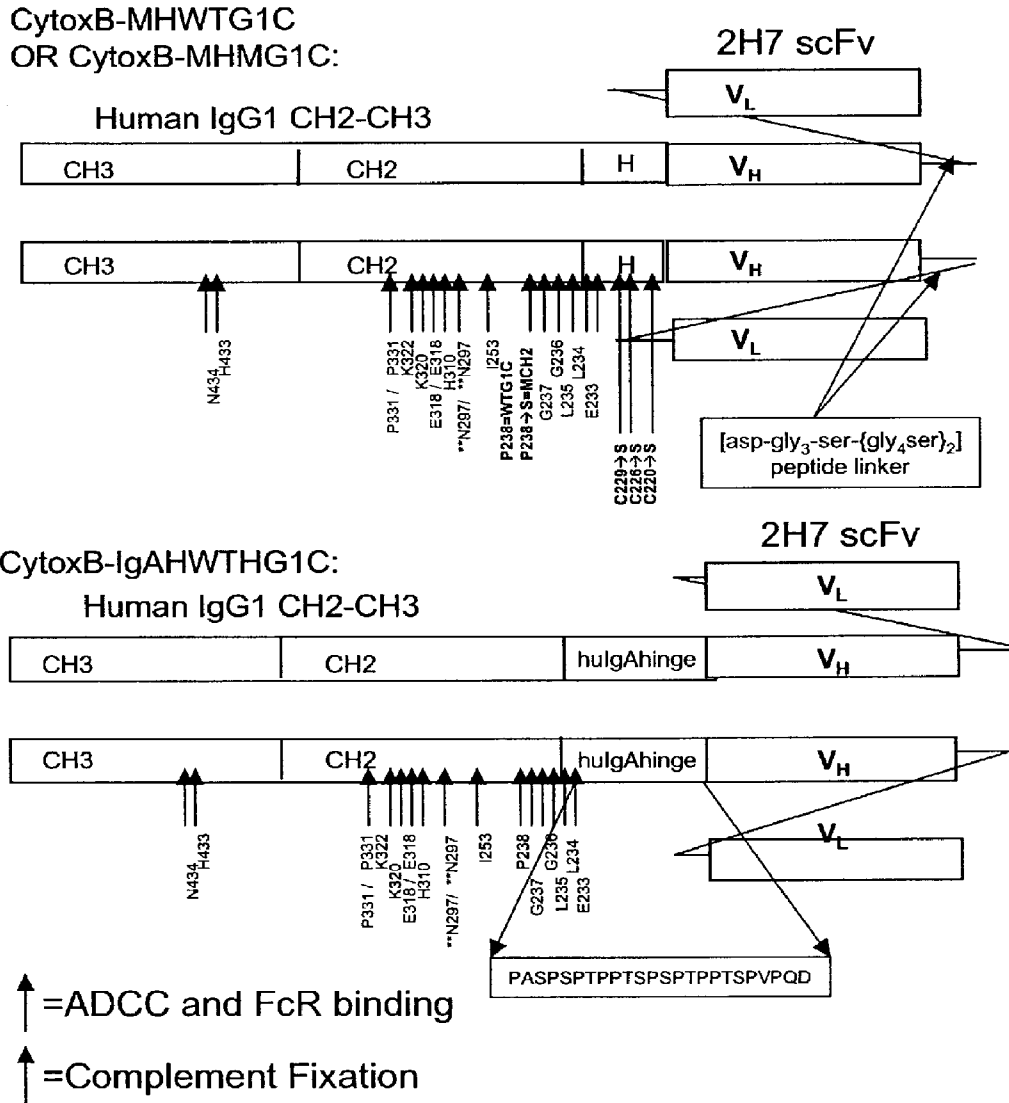 CytoxB-MHWTG1C
OR CytoxB-MHMG1C:
2H7 scFv
V_L
Human IgG1 CH2-CH3
CH3 CH2 H V_H
CH3 CH2 H V_H
V_L
N434
H433
P331 / P331
K322
K320
E318 / E318
H310
**N297/ **N297
I253
P238=WTG1C
P238→S=MCH2
G237
G236
L235
L234
E233
C229→S
C226→S
C220→S
[asp-gly₃-ser-{gly₄ser}₂]
peptide linker
CytoxB-IgAHWTHG1C:
2H7 scFv
V_L
Human IgG1 CH2-CH3
CH3 CH2 huIgAhinge V_H
CH3 CH2 huIgAhinge V_H
V_L
N434
H433
P331 / P331
K322
K320
E318 / E318
H310
**N297/ **N297
I253
P238
G237
G236
L235
L234
E233
PASPSPTPPTSPSPTPPTSPVPQD
=ADCC and FcR binding
=Complement Fixation